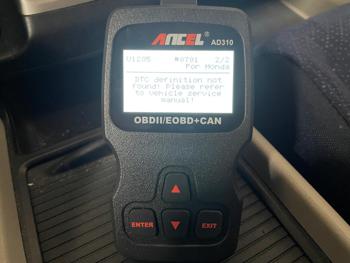 ANCEL®
AD310
U1205 #0701 2/2
For Honda
DTC definition not
found! Please refer
to vehicle service
manual!
OBDII/EOBD+CAN
ENTER
EXIT